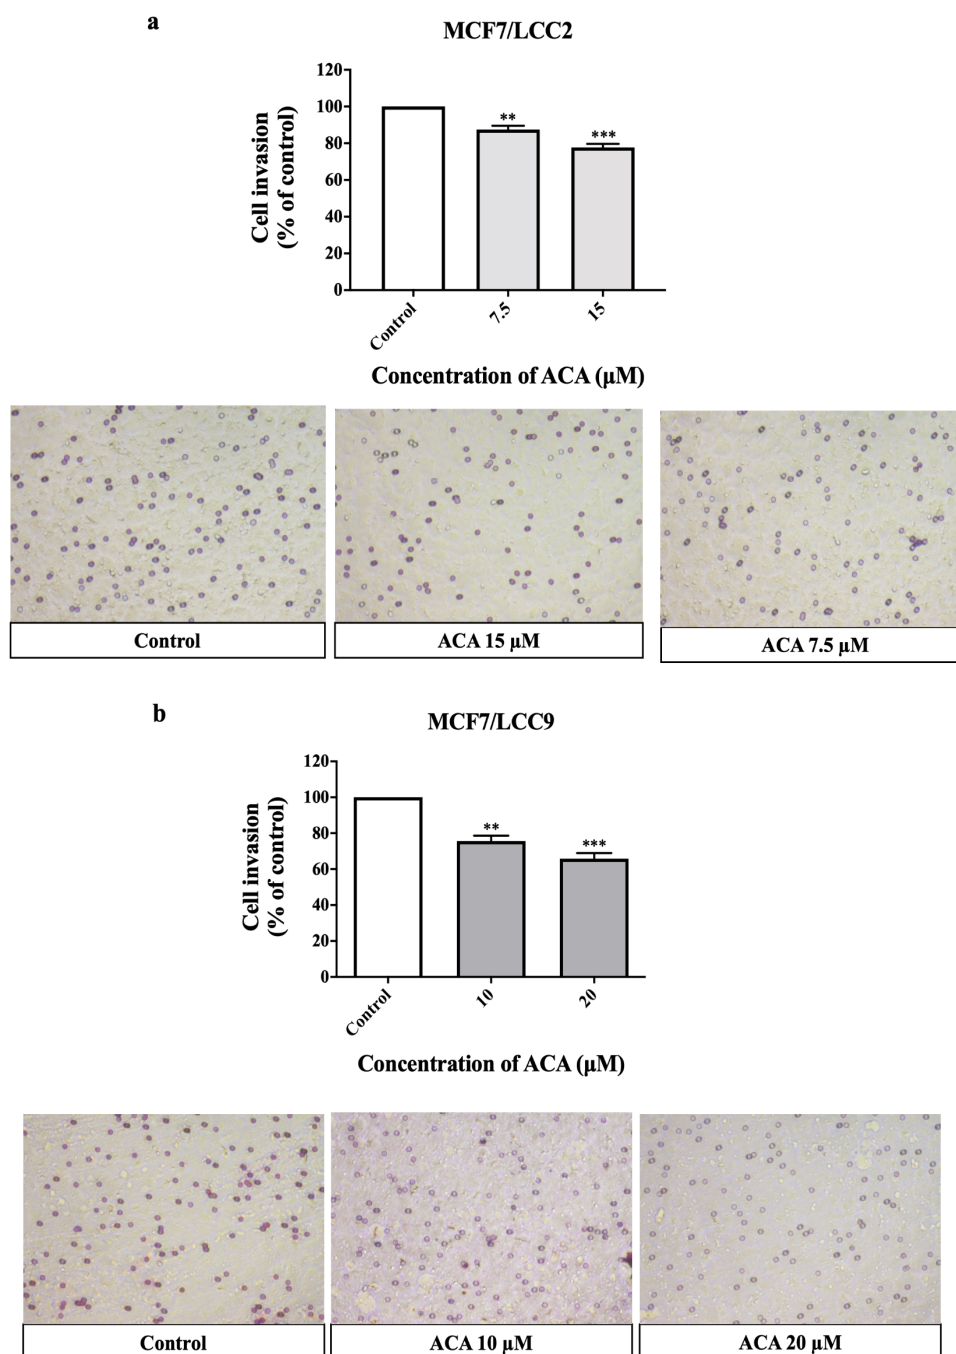 a
MCF7/LCC2
Cell invasion
(% of control)
120
100
80
60
40
20
0
**
***
Control
7.5
15
Concentration of ACA (µM)
Control
ACA 15 µM
ACA 7.5 µM
b
MCF7/LCC9
Cell invasion
(% of control)
120
100
80
60
40
20
0
**
***
Control
10
20
Concentration of ACA (µM)
Control
ACA 10 µM
ACA 20 µM